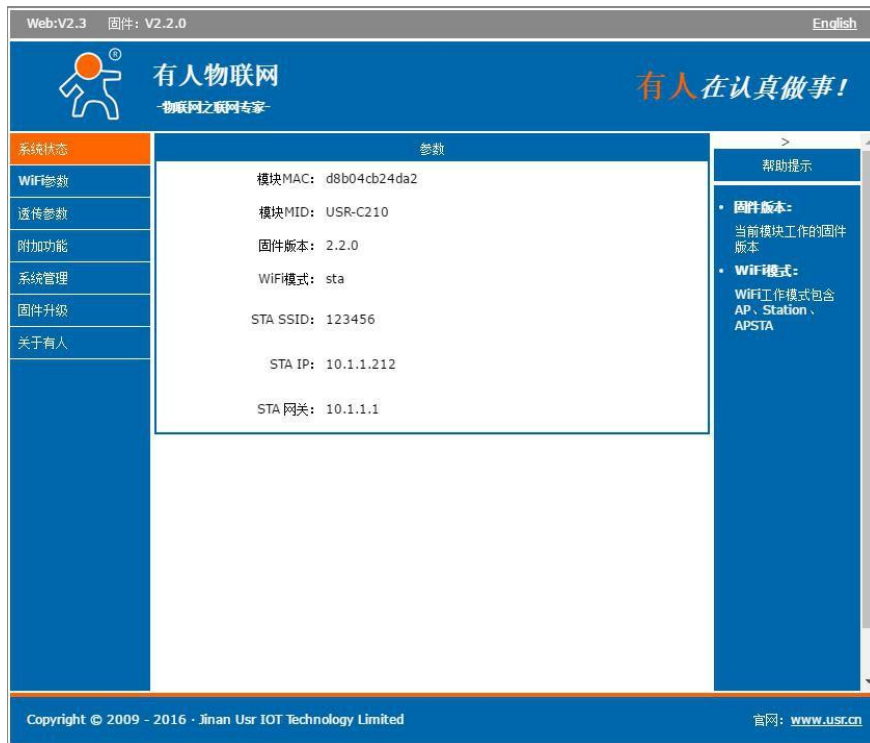 Web:V2.3 固件: V2.2.0 English
®
有人物联网
-物联网之联网专家-
有人在认真做事!
系统状态
WiFi参数
透传参数
附加功能
系统管理
固件升级
关于有人
参数
模块MAC: d8b04cb24da2
模块MID: USR-C210
固件版本: 2.2.0
WiFi模式: sta
STA SSID: 123456
STA IP: 10.1.1.212
STA 网关: 10.1.1.1
>
帮助提示
• 固件版本:
当前模块工作的固件
版本
• WiFi模式:
WiFi工作模式包含
AP、Station、
APSTA
Copyright © 2009 - 2016 · Jinan Usr IOT Technology Limited
官网: www.usr.cn